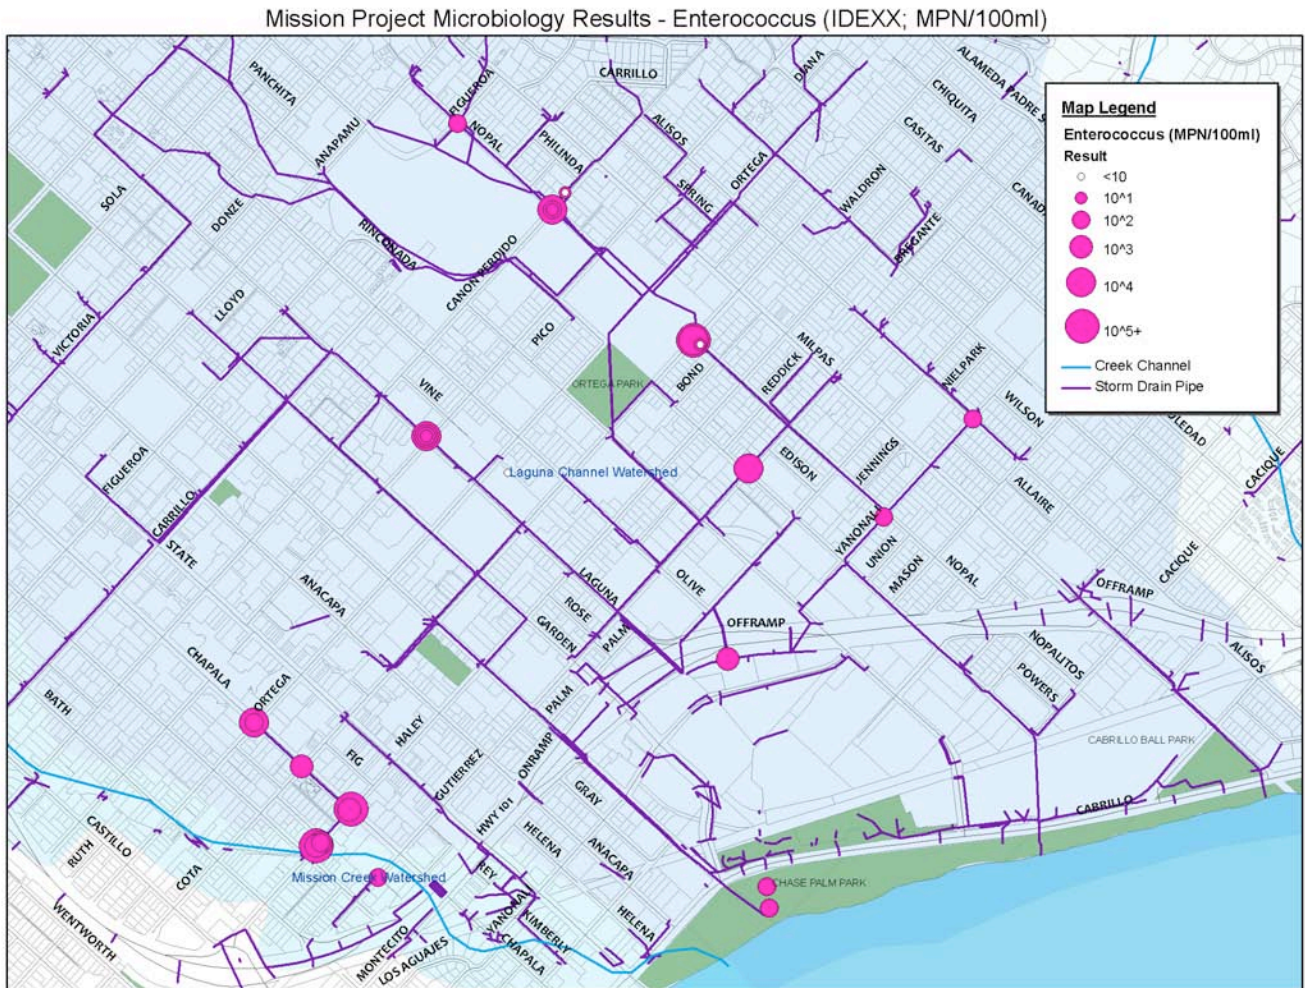 Mission Project Microbiology Results - Enterococcus (IDEXX; MPN/100ml)
Map Legend
Enterococcus (MPN/100ml)
Result
<10
10^1
10^2
10^3
10^4
10^5+
Creek Channel
Storm Drain Pipe
PANCHITA
FIGUEROA
CARRILLO
DIANA
ALAMEDA PADRE S
CHIQUITA
CASITAS
NOPAL
PHILINDA
ALISOS
ANAPAMU
SOLA
DONZE
SPRING
ORTEGA
WALDRON
CANAD
BREGANTE
RINCONADA
CANON PERDIDO
LLOYD
VICTORIA
PICO
VINE
ORTEGA PARK
BOND
REDDICK
MILPAS
NIELPARK
WILSON
OLEDAD
CACIQUE
FIGUEROA
Laguna Channel Watershed
EDISON
JENNINGS
ALLAIRE
CARRILLO
STATE
YANONALI
UNION
MASON
NOPAL
CACIQUE
OFFRAMP
ANACAPA
LAGUNA
OLIVE
ROSE
GARDEN
PALM
OFFRAMP
NOPALITOS
POWERS
ALISOS
CHAPALA
ORTEGA
BATH
PALM
HALEY
FIG
GUTIERREZ
ONRAMP
GRAY
CABRILLO BALL PARK
HWY 101
HELENA
ANACAPA
CABRILLO
CASTILLO
RUTH
COTA
Mission Creek Watershed
REY
CHASE PALM PARK
WENTWORTH
YANONALI
KIMBERLY
HELENA
MONTECITO
LOS AGUAJES
CHAPALA